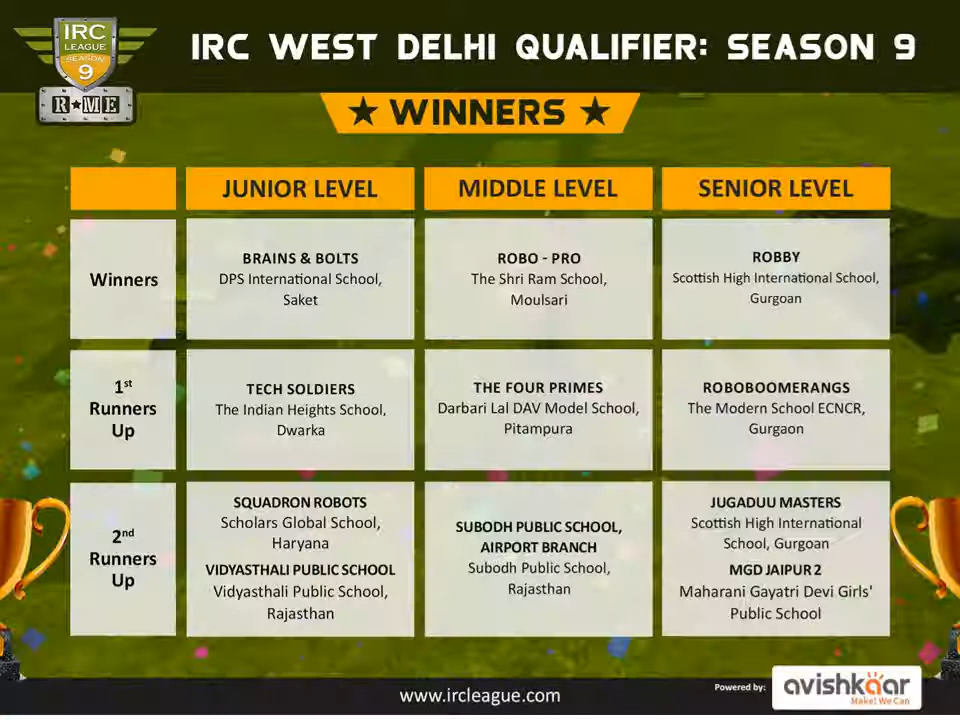 IRC
LEAGUE
SEASON
9
R★ME
IRC WEST DELHI QUALIFIER: SEASON 9
★ WINNERS ★
JUNIOR LEVEL
MIDDLE LEVEL
SENIOR LEVEL
Winners
BRAINS & BOLTS
DPS International School,
Saket
ROBO - PRO
The Shri Ram School,
Moulsari
ROBBY
Scottish High International School,
Gurgoan
1st
Runners
Up
TECH SOLDIERS
The Indian Heights School,
Dwarka
THE FOUR PRIMES
Darbari Lal DAV Model School,
Pitampura
ROBOBOOMERANGS
The Modern School ECNCR,
Gurgaon
2nd
Runners
Up
SQUADRON ROBOTS
Scholars Global School,
Haryana
VIDYASTHALI PUBLIC SCHOOL
Vidyasthali Public School,
Rajasthan
SUBODH PUBLIC SCHOOL,
AIRPORT BRANCH
Subodh Public School,
Rajasthan
JUGADUU MASTERS
Scottish High International
School, Gurgoan
MGD JAIPUR 2
Maharani Gayatri Devi Girls'
Public School
www.ircleague.com
Powered by:
avishkaar
Make! We Can